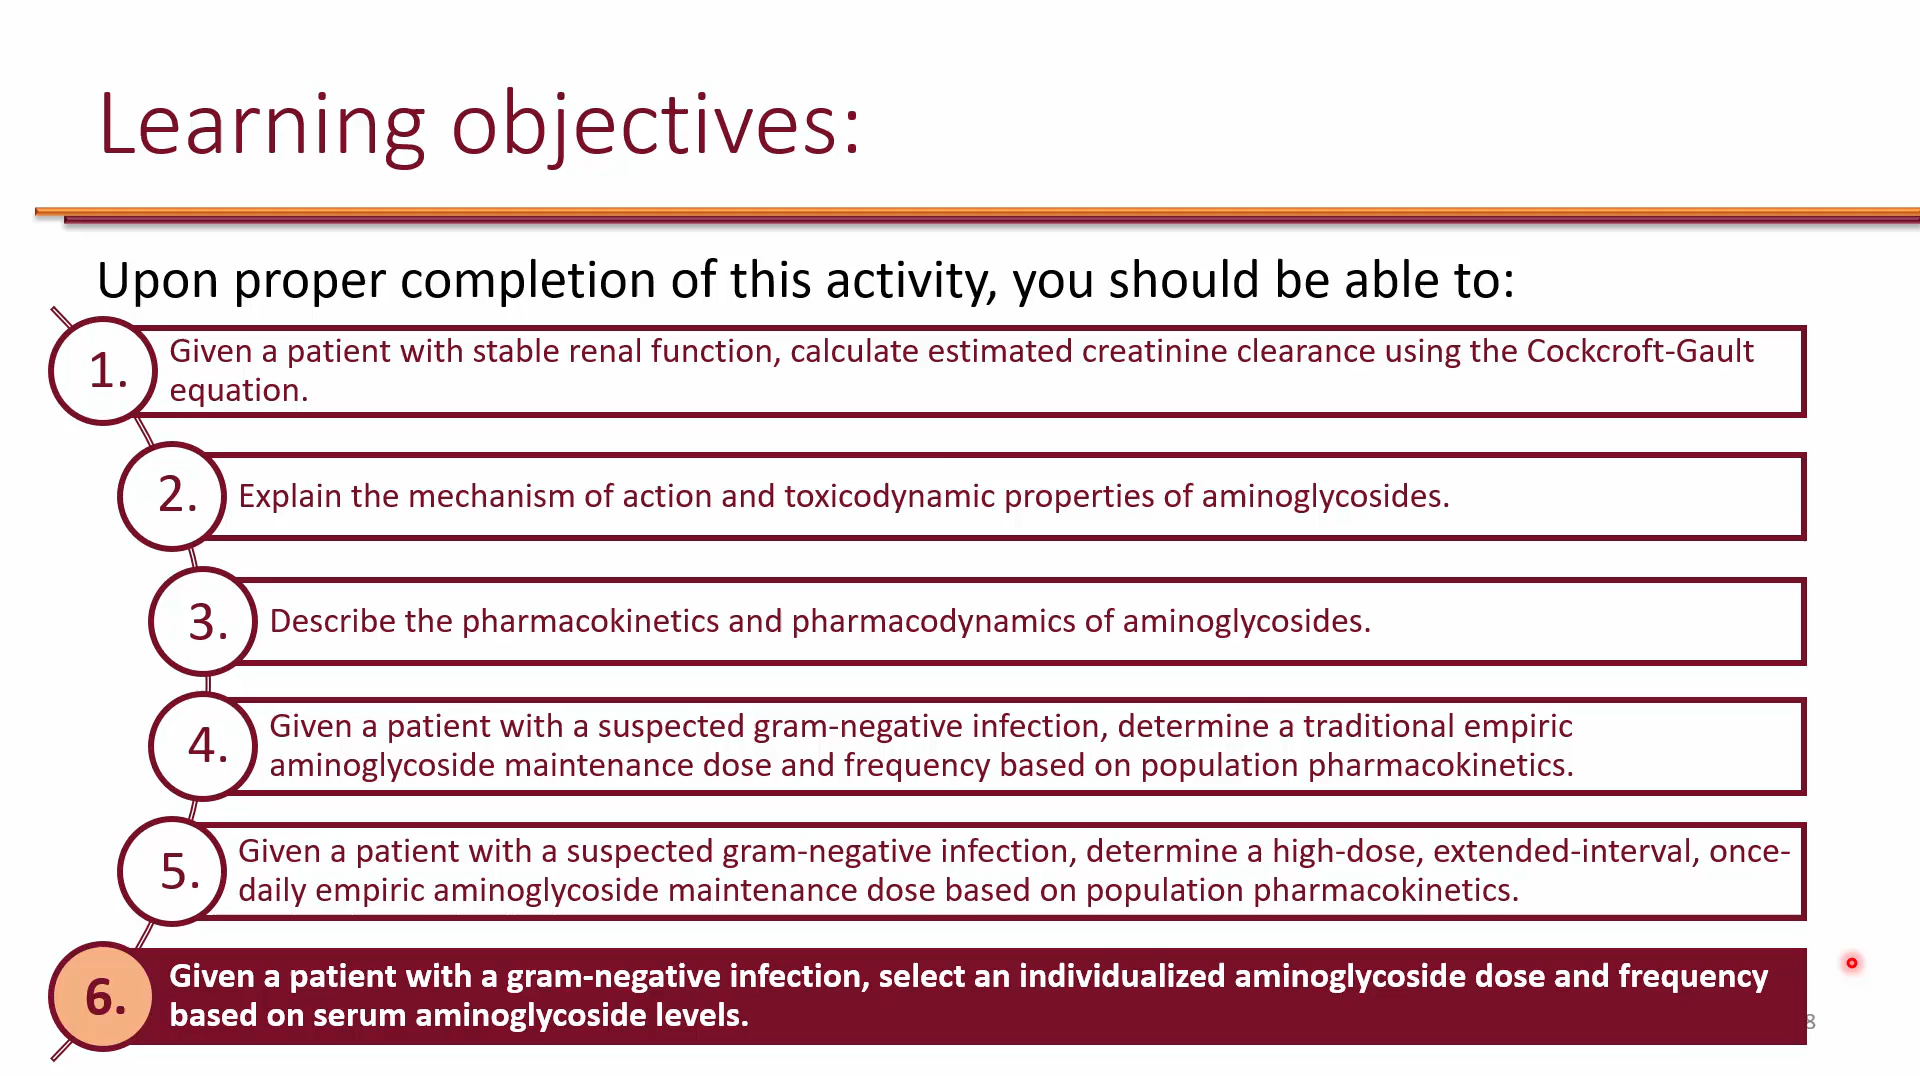 Learning objectives:
Upon proper completion of this activity, you should be able to:
1.
Given a patient with stable renal function, calculate estimated creatinine clearance using the Cockcroft-Gault
equation.
2.
Explain the mechanism of action and toxicodynamic properties of aminoglycosides.
3.
Describe the pharmacokinetics and pharmacodynamics of aminoglycosides.
4.
Given a patient with a suspected gram-negative infection, determine a traditional empiric
aminoglycoside maintenance dose and frequency based on population pharmacokinetics.
5.
Given a patient with a suspected gram-negative infection, determine a high-dose, extended-interval, once-
daily empiric aminoglycoside maintenance dose based on population pharmacokinetics.
6.
Given a patient with a gram-negative infection, select an individualized aminoglycoside dose and frequency
based on serum aminoglycoside levels.